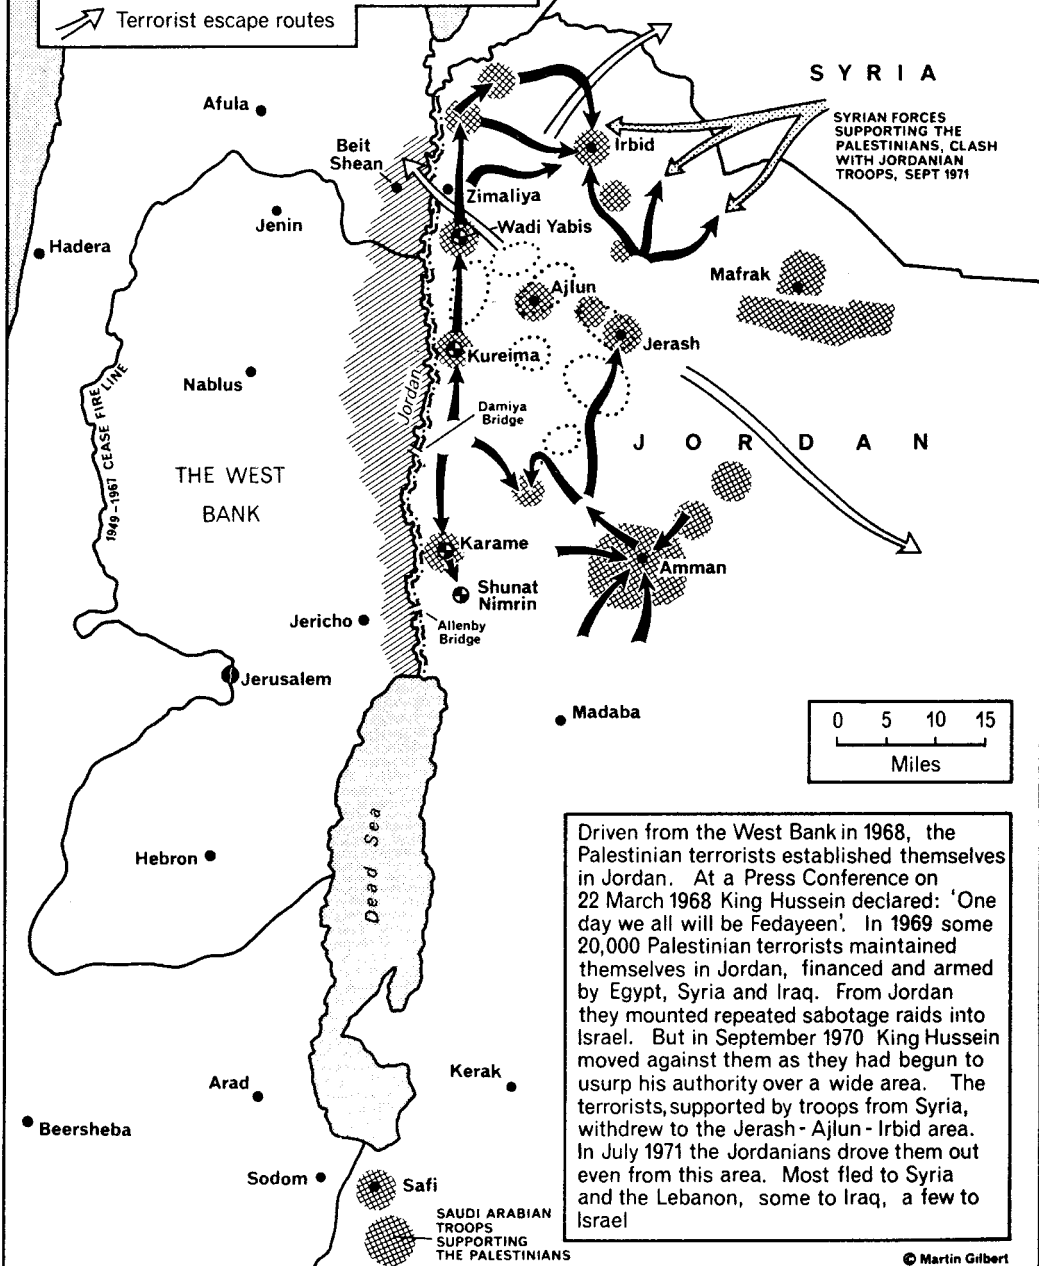 Terrorist escape routes
SYRIA
SYRIAN FORCES
SUPPORTING THE
PALESTINIANS, CLASH
WITH JORDANIAN
TROOPS, SEPT 1971
Afula
Beit
Shean
Irbid
Zimaliya
Jenin
Wadi Yabis
Hadera
Mafrak
Ajlun
Jerash
Kureima
Nablus
1949-1967 CEASE FIRE LINE
Jordan
Damiya
Bridge
JORDAN
THE WEST
BANK
Karame
Amman
Shunat
Nimrin
Jericho
Allenby
Bridge
Jerusalem
Madaba
0 5 10 15
Miles
Dead Sea
Hebron
Driven from the West Bank in 1968, the
Palestinian terrorists established themselves
in Jordan. At a Press Conference on
22 March 1968 King Hussein declared: 'One
day we all will be Fedayeen'. In 1969 some
20,000 Palestinian terrorists maintained
themselves in Jordan, financed and armed
by Egypt, Syria and Iraq. From Jordan
they mounted repeated sabotage raids into
Israel. But in September 1970 King Hussein
moved against them as they had begun to
usurp his authority over a wide area. The
terrorists, supported by troops from Syria,
withdrew to the Jerash - Ajlun - Irbid area.
In July 1971 the Jordanians drove them out
even from this area. Most fled to Syria
and the Lebanon, some to Iraq, a few to
Israel
Kerak
Arad
Beersheba
Sodom
Safi
SAUDI ARABIAN
TROOPS
SUPPORTING
THE PALESTINIANS
© Martin Gilbert